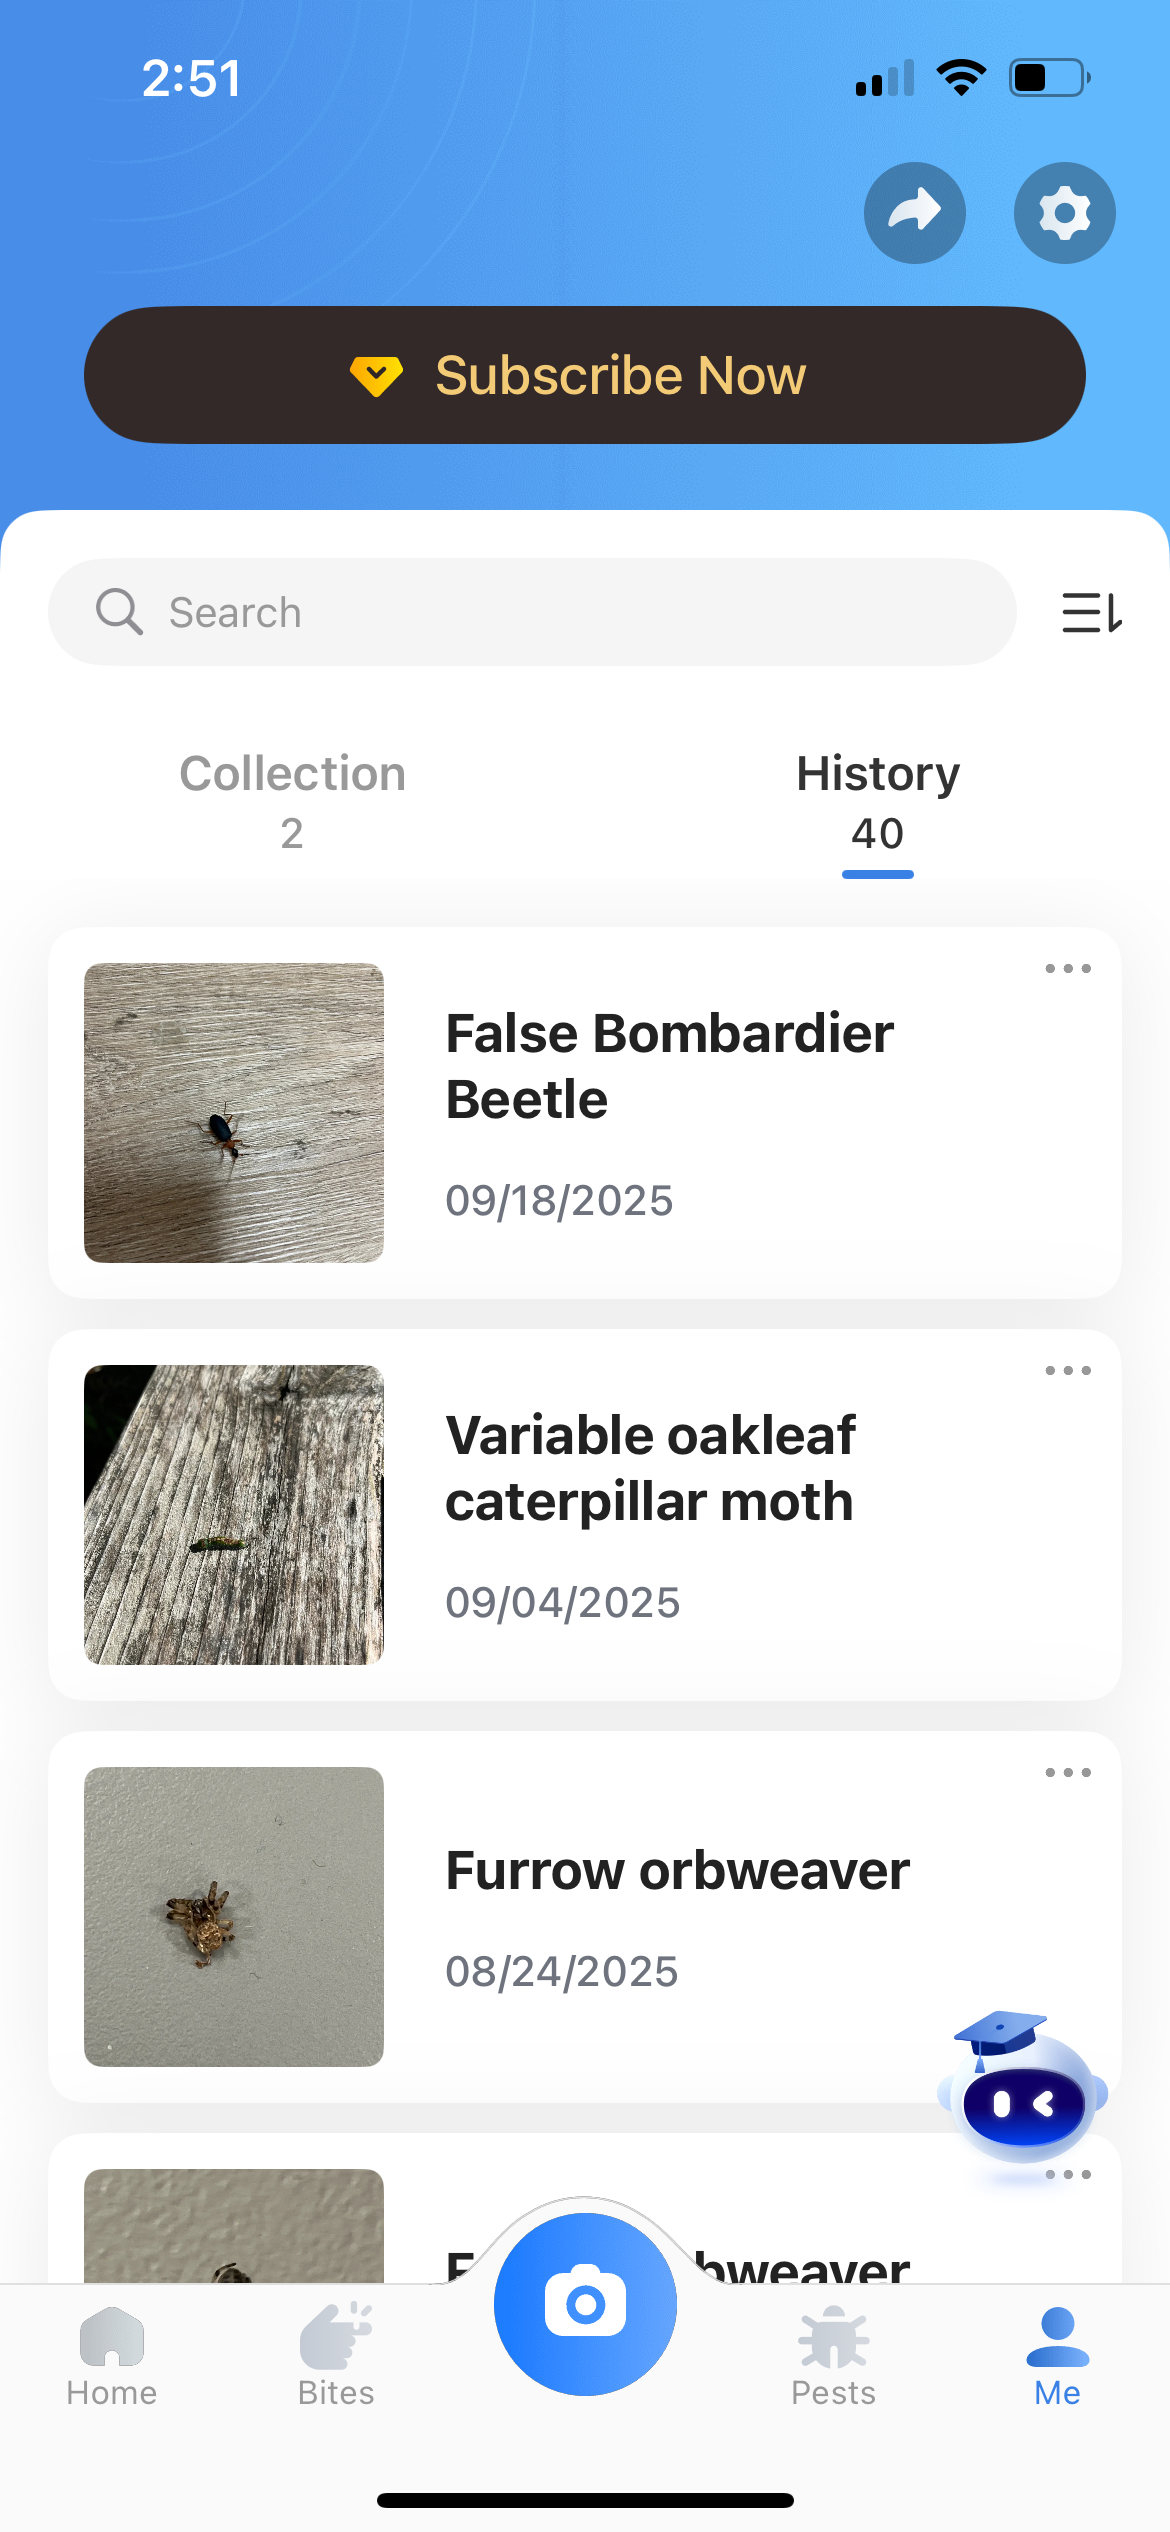 2:51
Subscribe Now
Search
Collection
2
History
40
False Bombardier
Beetle
09/18/2025
Variable oakleaf
caterpillar moth
09/04/2025
Furrow orbweaver
08/24/2025
bweaver
Home
Bites
Pests
Me